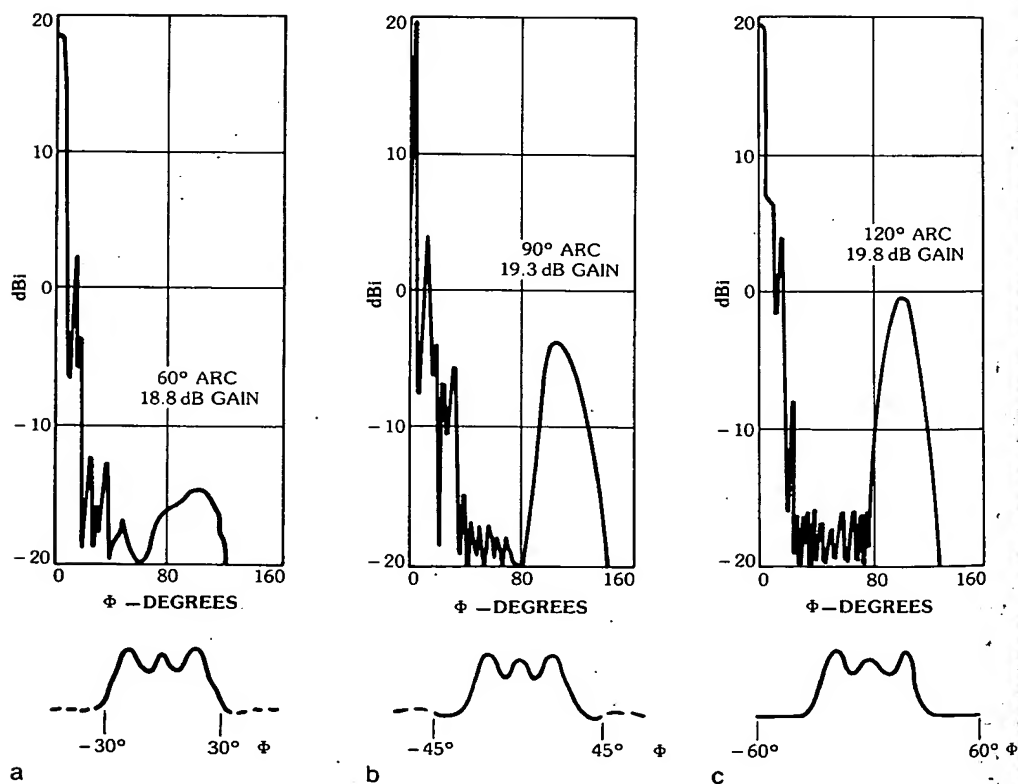 20
10
0
-10
-20
dBi
60° ARC
18.8 dB GAIN
0 80 160
Φ – DEGREES
-30° 30° Φ
a
20
10
0
-10
-20
90° ARC
19.3 dB GAIN
0 80 160
Φ – DEGREES
-45° 45° Φ
b
20
10
0
-10
-20
dBi
120° ARC
19.8 dB GAIN
0 80 160
Φ – DEGREES
-60° 60° Φ
c